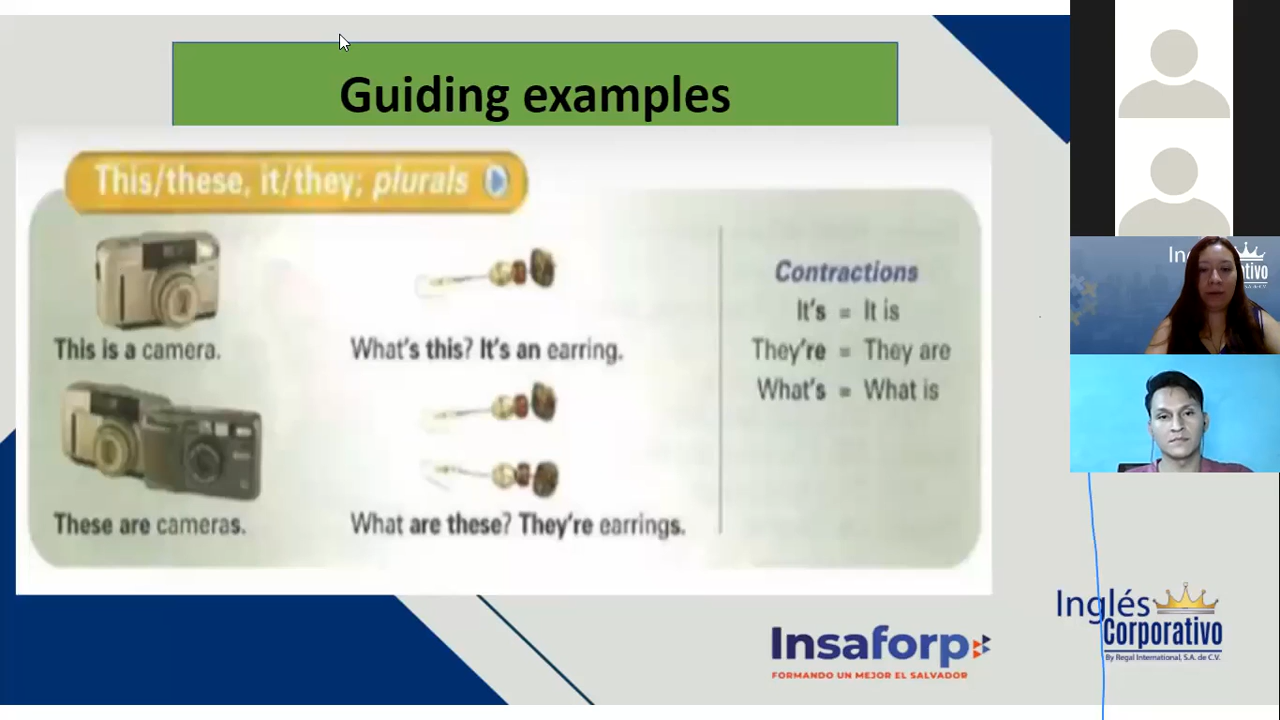 Guiding examples
This/these, it/they; plurals
This is a camera.
What's this? It's an earring.
These are cameras.
What are these? They're earrings.
Contractions
It's = It is
They're = They are
What's = What is
Insaforp
FORMANDO UN MEJOR EL SALVADOR
Inglés
Corporativo
By Regal International, S.A. de C.V.